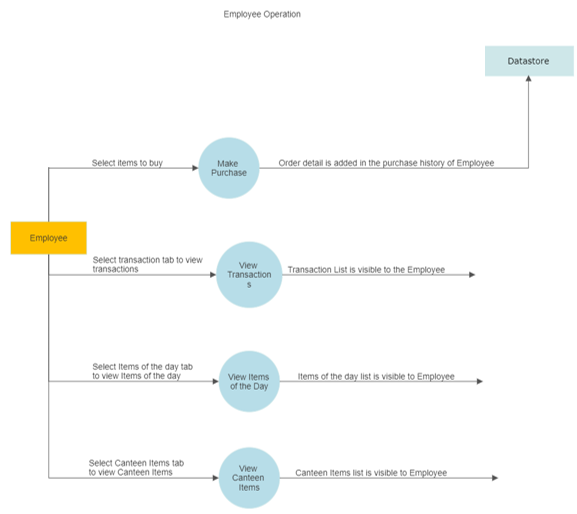 Employee Operation
Datastore
Select items to buy
Make
Purchase
Order detail is added in the purchase history of Employee
Employee
Select transaction tab to view
transactions
View
Transaction
s
Transaction List is visible to the Employee
Select Items of the day tab
to view Items of the day
View Items
of the Day
Items of the day list is visible to Employee
Select Canteen Items tab
to view Canteen Items
View
Canteen
Items
Canteen Items list is visible to Employee